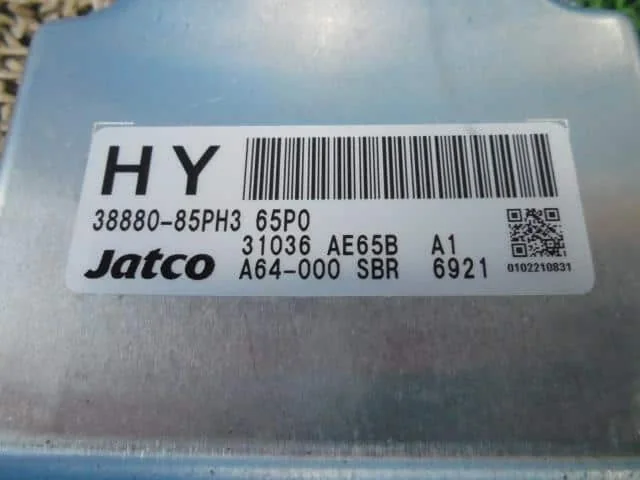 HY
38880-85PH3 65P0
31036 AE65B A1
Jatco A64-000 SBR 6921
0102210831